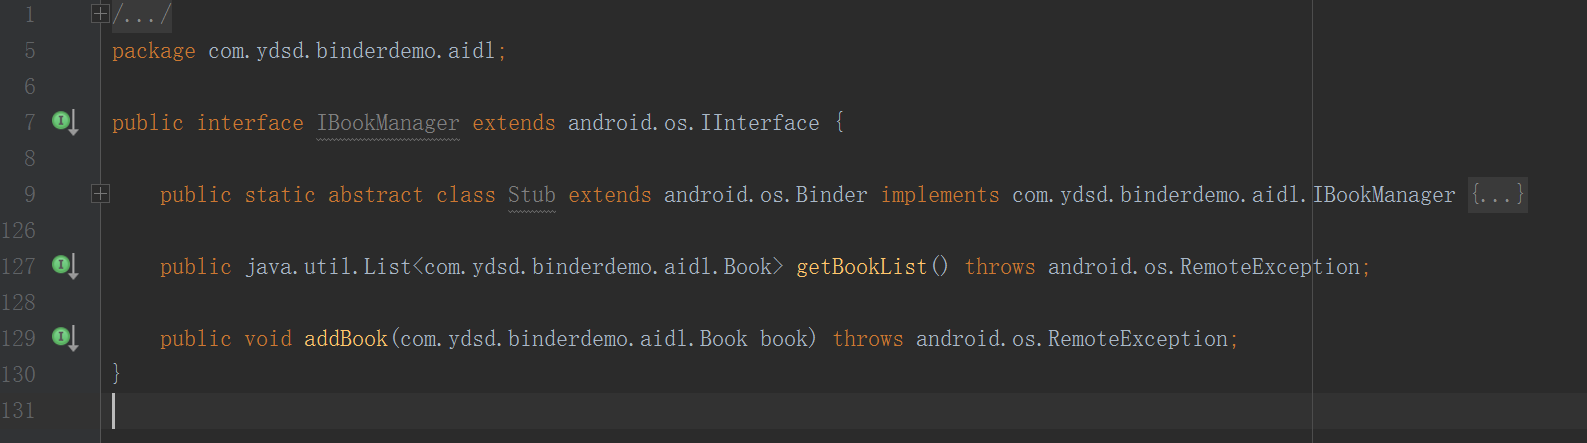 1 /.../
5 package com.ydsd.binderdemo.aidl;
6
7 public interface IBookManager extends android.os.IInterface {
8
9 public static abstract class Stub extends android.os.Binder implements com.ydsd.binderdemo.aidl.IBookManager {...}
126
127 public java.util.List<com.ydsd.binderdemo.aidl.Book> getBookList() throws android.os.RemoteException;
128
129 public void addBook(com.ydsd.binderdemo.aidl.Book book) throws android.os.RemoteException;
130 }
131